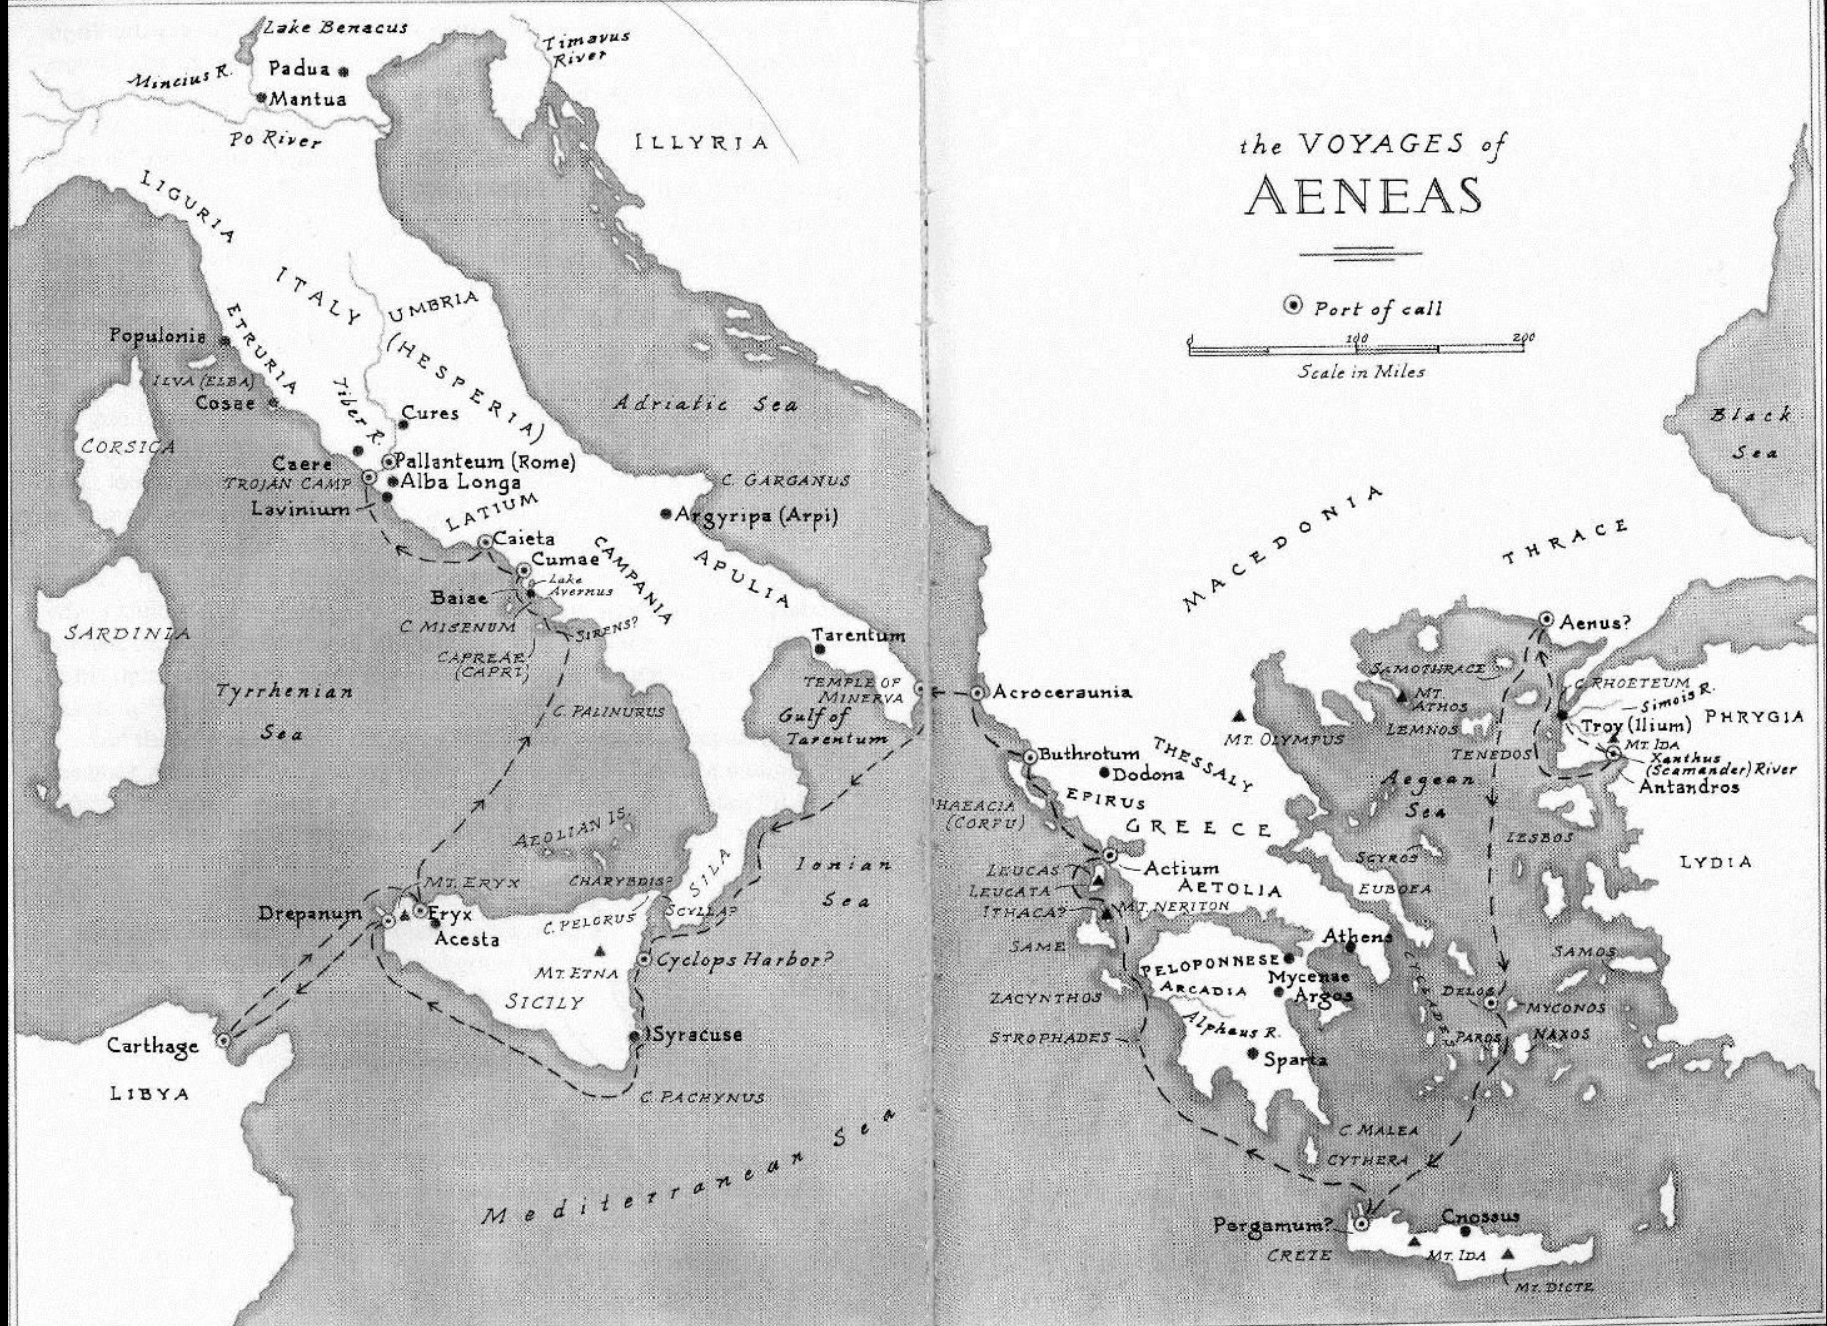 the VOYAGES of
AENEAS
Port of call
0 100 200
Scale in Miles
Lake Benacus
Timavus
River
Mincius R.
Padua
Mantua
Po River
ILLYRIA
LIGURIA
ITALY
UMBRIA
(HESPERIA)
ETRURIA
Populonia
ILVA (ELBA)
Cosae
Tiber R.
Cures
Adriatic Sea
CORSICA
Caere
Pallanteum (Rome)
TROJAN CAMP
Alba Longa
Lavinium
LATIUM
C. GARGANUS
Argyripa (Arpi)
Caieta
Cumae
CAMPANIA
APULIA
Lake
Avernus
Baiae
C. MISENUM
SIRENS?
CAPREAE
(CAPRI)
SARDINIA
Tarentum
TEMPLE OF
MINERVA
Tyrrhenian
Sea
C. PALINURUS
Gulf of
Tarentum
AEOLIAN IS.
SILA
Ionian
Sea
MT. ERYX
CHARYBDIS?
Drepanum
Eryx
Acesta
C. PELORUS
SCYLLA?
Cyclops Harbor?
MT. ETNA
SICILY
Syracuse
Carthage
LIBYA
C. PACHYNUS
Mediterranean Sea
Black
Sea
MACEDONIA
THRACE
Aenus?
SAMOTHRACE
C. RHOETEUM
Simois R.
MT.
ATHOS
Acroceraunia
Troy (Ilium)
PHRYGIA
LEMNOS
MT. OLYMPUS
TENEDOS
MT. IDA
Xanthus
(Scamander) River
Antandros
Buthrotum
THESSALY
Dodona
Aegean
Sea
EPIRUS
HAEACIA
(CORFU)
GREECE
LESBOS
LYDIA
SCYROS
Actium
LEUCAS
LEUCATA
AETOLIA
EUBOEA
ITHACA?
MT. NERITON
SAME
Athens
SAMOS
PELOPONNESE
Mycenae
ARCADIA
Argos
CYCLADES
DELOS
MYCONOS
ZACYNTHOS
Alpheus R.
STROPHADES
PAROS
NAXOS
Sparta
C. MALEA
CYTHERA
Pergamum?
Cnossus
CRETE
MT. IDA
MT. DICTE